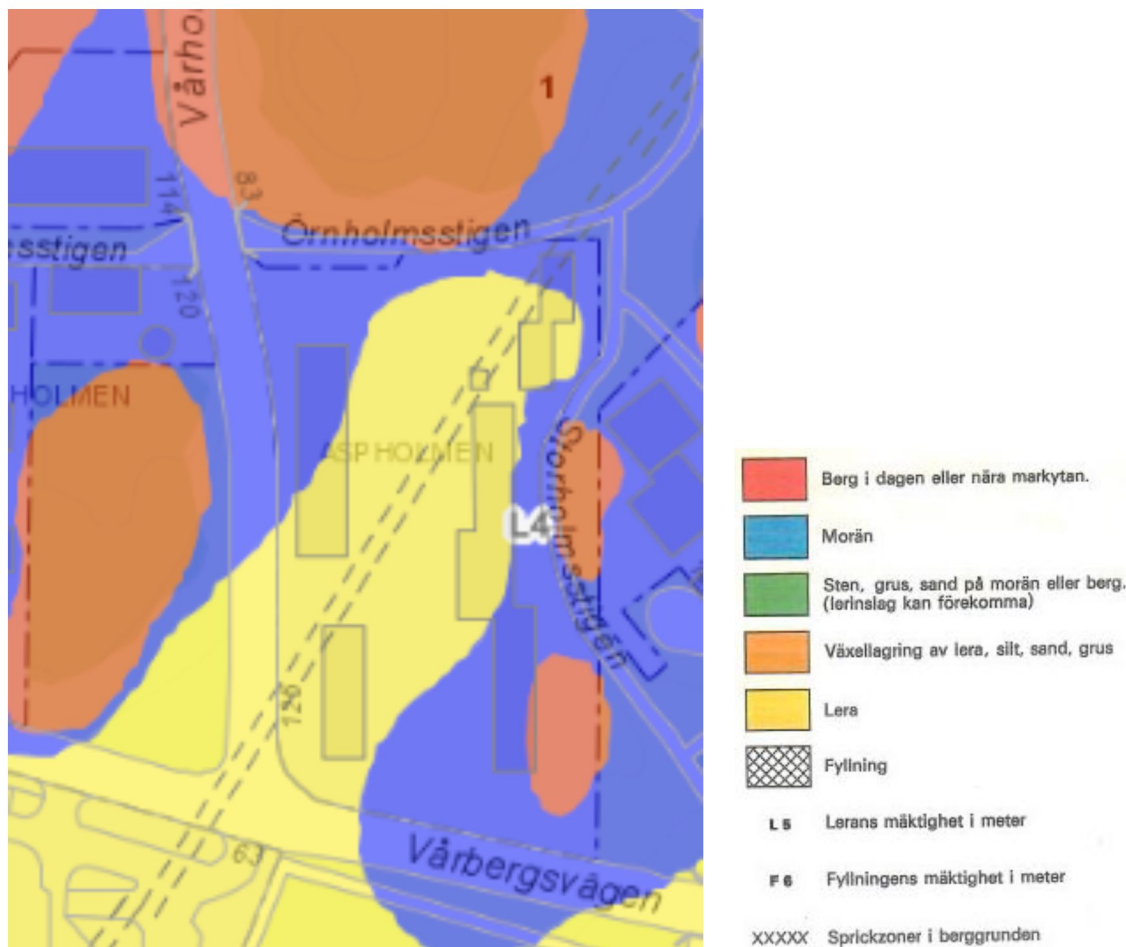 Vårho
1
114
83
Örnholmsstigen
sstigen
120
HOLMEN
ASPHOLMEN
Storholmsstigen
L4
126
63
Vårbergsvägen
Berg i dagen eller nära markytan.
Morän
Sten, grus, sand på morän eller berg.
(lerinslag kan förekomma)
Växellagring av lera, silt, sand, grus
Lera
Fyllning
L 5 Lerans mäktighet i meter
F 6 Fyllningens mäktighet i meter
XXXXX Sprickzoner i berggrunden